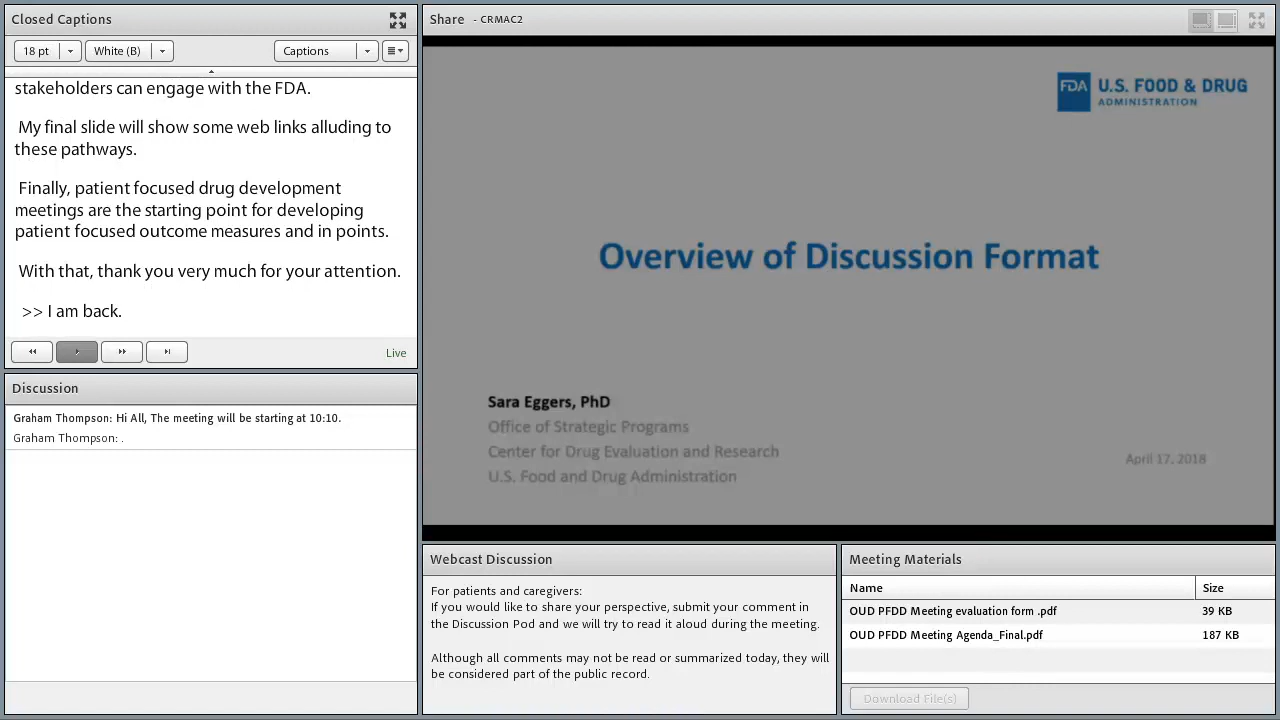 Closed Captions
18 pt
White (B)
Captions
stakeholders can engage with the FDA.
My final slide will show some web links alluding to
these pathways.
Finally, patient focused drug development
meetings are the starting point for developing
patient focused outcome measures and in points.
With that, thank you very much for your attention.
>> I am back.
Live
Discussion
Graham Thompson: Hi All, The meeting will be starting at 10:10.
Graham Thompson: .
Share - CRMAC2
FDA U.S. FOOD & DRUG
ADMINISTRATION
Overview of Discussion Format
Sara Eggers, PhD
Office of Strategic Programs
Center for Drug Evaluation and Research
U.S. Food and Drug Administration
April 17, 2018
Webcast Discussion
For patients and caregivers:
If you would like to share your perspective, submit your comment in
the Discussion Pod and we will try to read it aloud during the meeting.
Although all comments may not be read or summarized today, they will
be considered part of the public record.
Meeting Materials
Name Size
OUD PFDD Meeting evaluation form .pdf 39 KB
OUD PFDD Meeting Agenda_Final.pdf 187 KB
Download File(s)